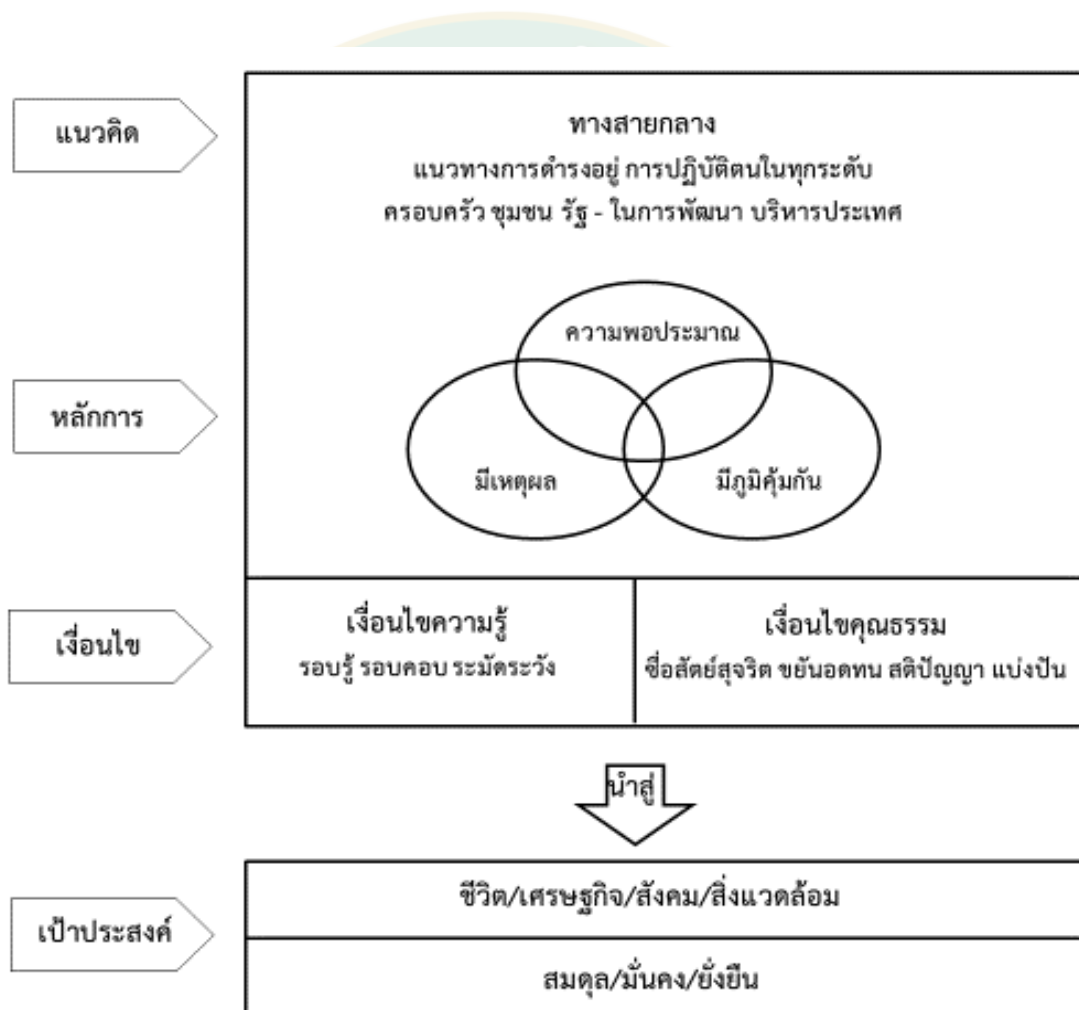 แนวคิด
ทางสายกลาง
แนวทางการดำรงอยู่ การปฏิบัติตนในทุกระดับ
ครอบครัว ชุมชน รัฐ - ในการพัฒนา บริหารประเทศ
หลักการ
ความพอประมาณ
มีเหตุผล
มีภูมิคุ้มกัน
เงื่อนไข
เงื่อนไขความรู้
รอบรู้ รอบคอบ ระมัดระวัง
เงื่อนไขคุณธรรม
ซื่อสัตย์สุจริต ขยันอดทน สติปัญญา แบ่งปัน
นำสู่
เป้าประสงค์
ชีวิต/เศรษฐกิจ/สังคม/สิ่งแวดล้อม
สมดุล/มั่นคง/ยั่งยืน